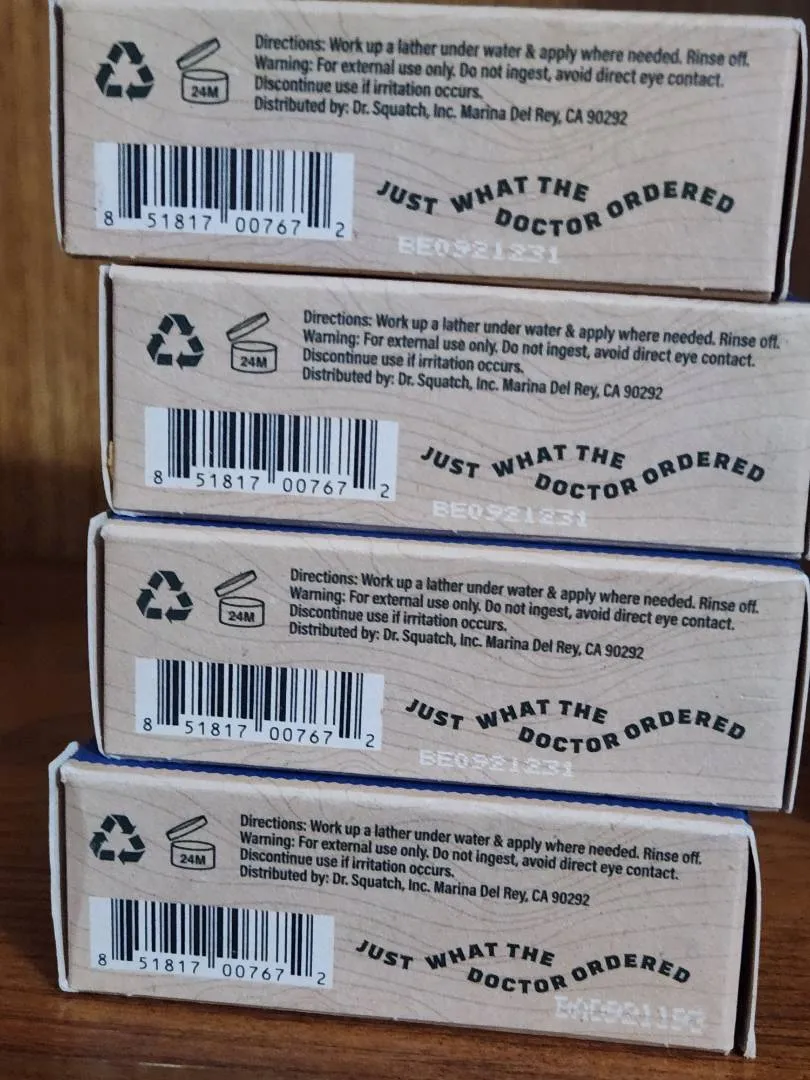 24M
Directions: Work up a lather under water & apply where needed. Rinse off.
Warning: For external use only. Do not ingest, avoid direct eye contact.
Discontinue use if irritation occurs.
Distributed by: Dr. Squatch, Inc. Marina Del Rey, CA 90292
8 51817 00767 2
JUST WHAT THE DOCTOR ORDERED
BE0921231
24M
Directions: Work up a lather under water & apply where needed. Rinse off.
Warning: For external use only. Do not ingest, avoid direct eye contact.
Discontinue use if irritation occurs.
Distributed by: Dr. Squatch, Inc. Marina Del Rey, CA 90292
8 51817 00767 2
JUST WHAT THE DOCTOR ORDERED
BE0921231
24M
Directions: Work up a lather under water & apply where needed. Rinse off.
Warning: For external use only. Do not ingest, avoid direct eye contact.
Discontinue use if irritation occurs.
Distributed by: Dr. Squatch, Inc. Marina Del Rey, CA 90292
8 51817 00767 2
JUST WHAT THE DOCTOR ORDERED
BE0921231
24M
Directions: Work up a lather under water & apply where needed. Rinse off.
Warning: For external use only. Do not ingest, avoid direct eye contact.
Discontinue use if irritation occurs.
Distributed by: Dr. Squatch, Inc. Marina Del Rey, CA 90292
8 51817 00767 2
JUST WHAT THE DOCTOR ORDERED